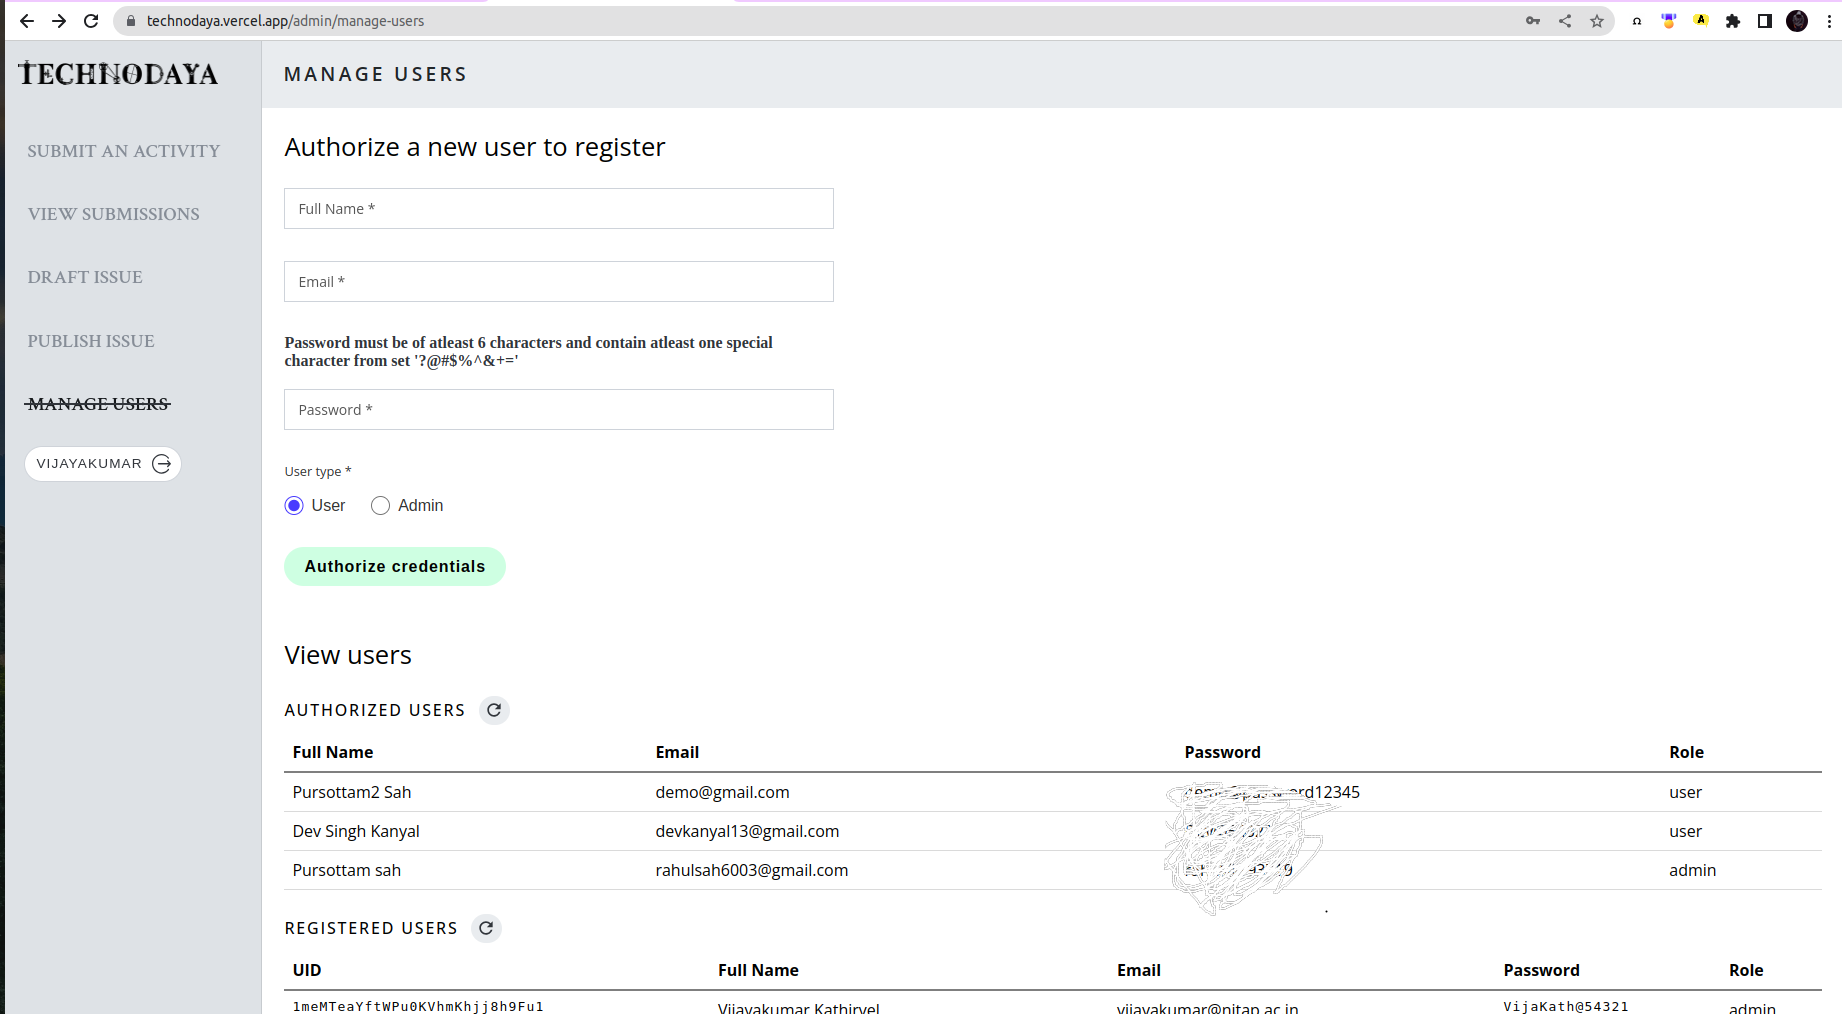 technodaya.vercel.app/admin/manage-users
TECHNODAYA
MANAGE USERS
SUBMIT AN ACTIVITY
VIEW SUBMISSIONS
DRAFT ISSUE
PUBLISH ISSUE
MANAGE USERS
VIJAYAKUMAR
Authorize a new user to register
Full Name *
Email *
Password must be of atleast 6 characters and contain atleast one special
character from set '?@#$%^&+='
Password *
User type *
User Admin
Authorize credentials
View users
AUTHORIZED USERS
Full Name Email Password Role
Pursottam2 Sah demo@gmail.com user
Dev Singh Kanyal devkanyal13@gmail.com user
Pursottam sah rahulsah6003@gmail.com admin
REGISTERED USERS
UID Full Name Email Password Role
1meMTeaYftWPu0KVhmKhjj8h9Fu1 Vijayakumar Kathirvel vijayakumar@nitap.ac.in VijaKath@54321 admin